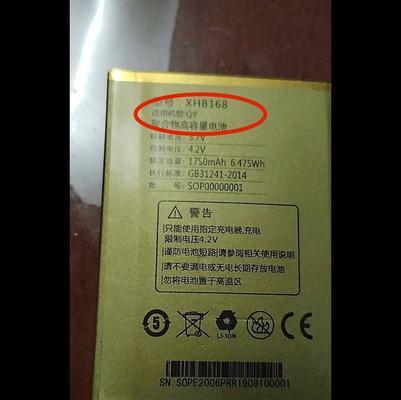 型号: XHB168
适用机型:Q9
聚合物高容量电池
标称电压: 3.7V
限制电压: 4.2V
额定容量: 1750mAh 6.475Wh
执行标准: GB31241-2014
批 号: SOP00000001
警告
只能使用指定充电器,充电
限制电压4.2V
谨防电池短路!请参阅相关使用说明
请不要满电或无电长期存放电池
勿将此电池置于高温区
5
LI-ION
SN: S0PE2006PRR1909100001